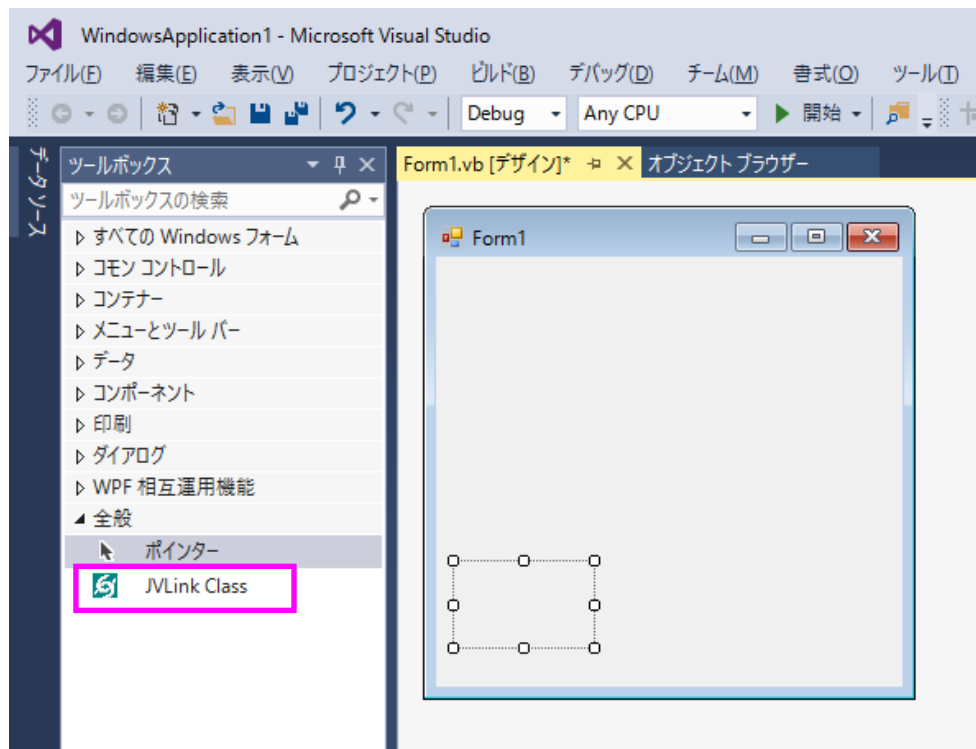 WindowsApplication1 - Microsoft Visual Studio
ファイル(F) 編集(E) 表示(V) プロジェクト(P) ビルド(B) デバッグ(D) チーム(M) 書式(O) ツール(T)
Debug Any CPU 開始
データ ソース
ツールボックス
ツールボックスの検索
すべての Windows フォーム
コモン コントロール
コンテナー
メニューとツール バー
データ
コンポーネント
印刷
ダイアログ
WPF 相互運用機能
全般
ポインター
JVLink Class
Form1.vb [デザイン]* オブジェクト ブラウザー
Form1